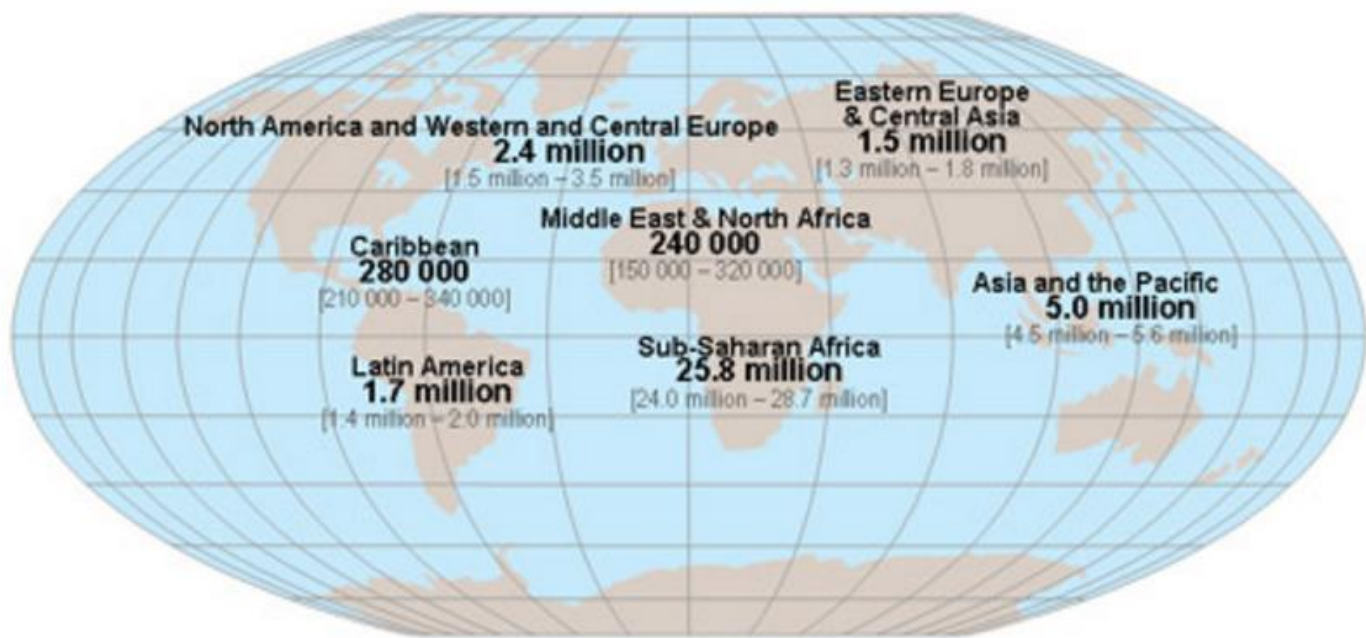 Eastern Europe
& Central Asia
1.5 million
[1.3 million – 1.8 million]
North America and Western and Central Europe
2.4 million
[1.5 million – 3.5 million]
Middle East & North Africa
240 000
[150 000 – 320 000]
Caribbean
280 000
[210 000 – 340 000]
Asia and the Pacific
5.0 million
[4.5 million – 5.6 million]
Sub-Saharan Africa
25.8 million
[24.0 million – 28.7 million]
Latin America
1.7 million
[1.4 million – 2.0 million]